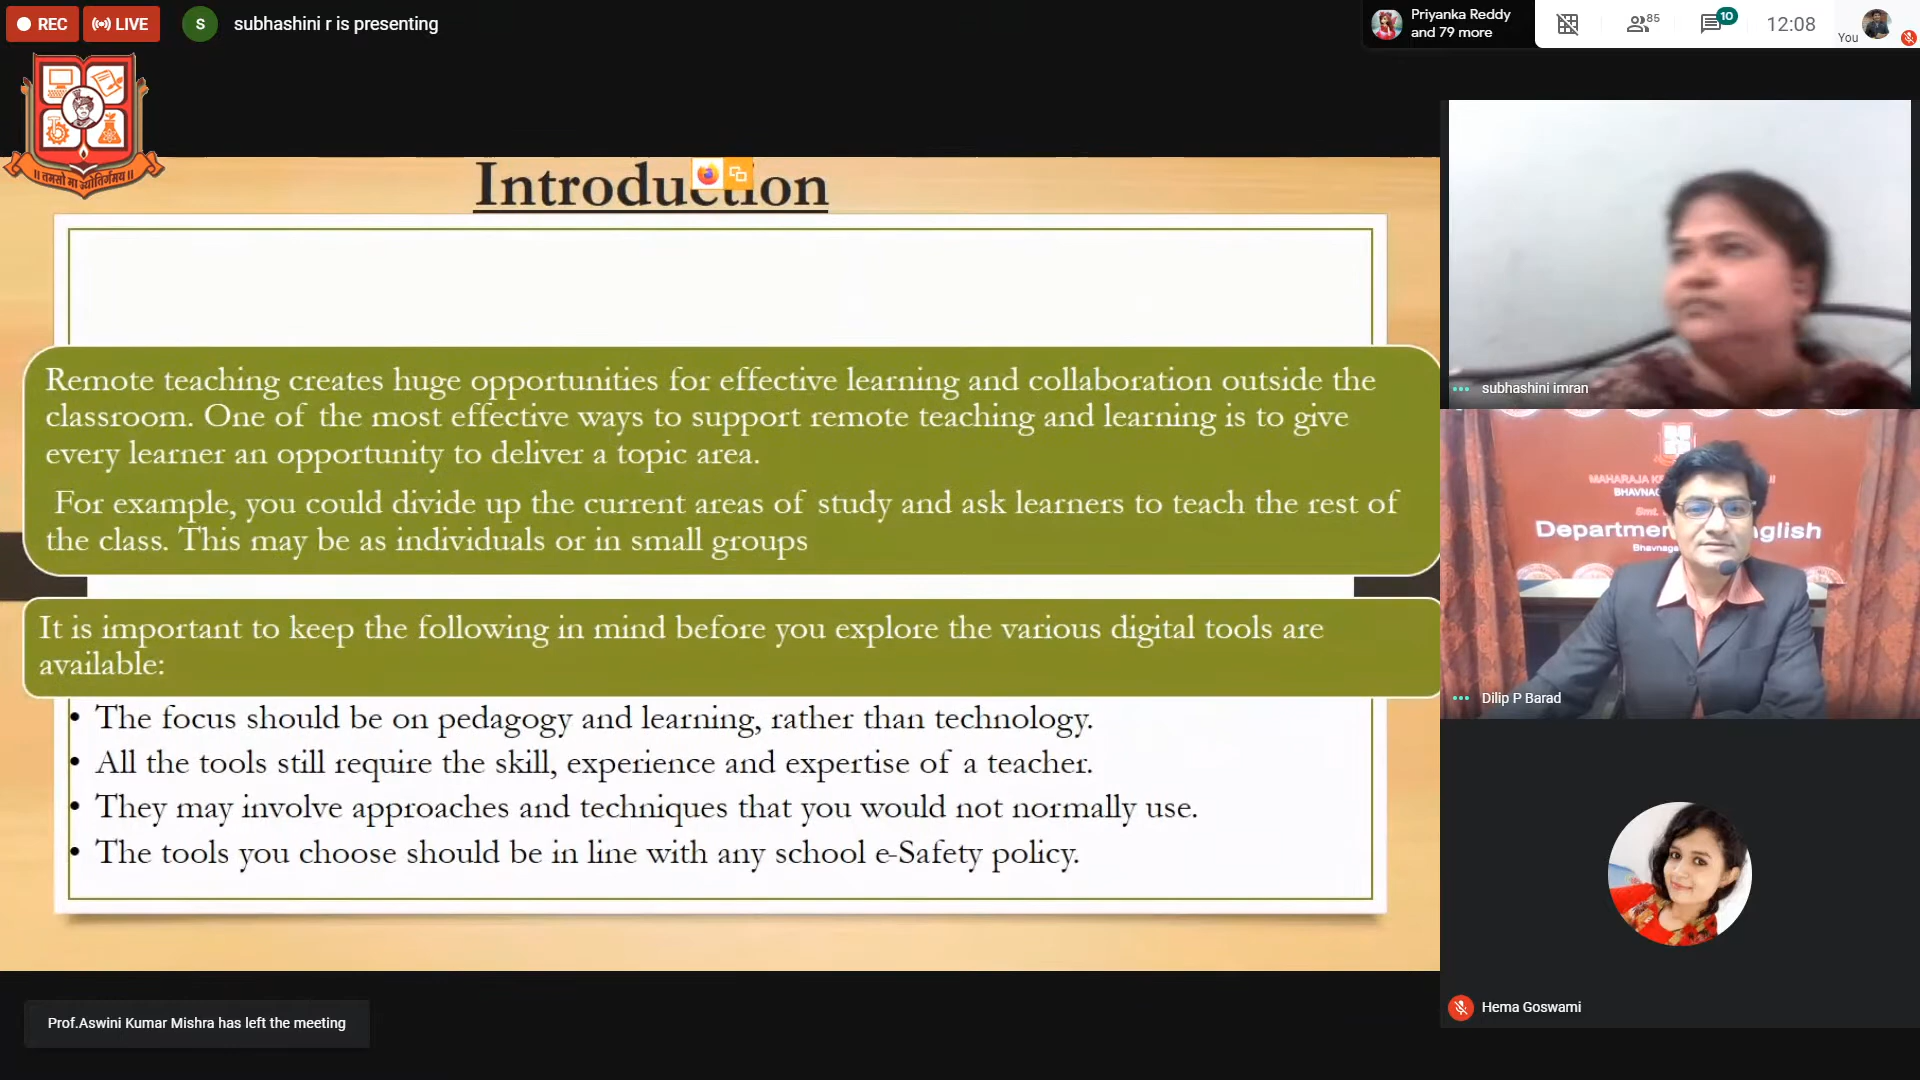 REC
LIVE
S
subhashini r is presenting
Priyanka Reddy
and 79 more
85
10
12:08
You
॥ तमसो मा ज्योतिर्गमय ॥
Introduction
Remote teaching creates huge opportunities for effective learning and collaboration outside the
classroom. One of the most effective ways to support remote teaching and learning is to give
every learner an opportunity to deliver a topic area.
For example, you could divide up the current areas of study and ask learners to teach the rest of
the class. This may be as individuals or in small groups
It is important to keep the following in mind before you explore the various digital tools are
available:
• The focus should be on pedagogy and learning, rather than technology.
• All the tools still require the skill, experience and expertise of a teacher.
• They may involve approaches and techniques that you would not normally use.
• The tools you choose should be in line with any school e-Safety policy.
subhashini imran
MAHARAJA
BHAVNAG
Departmen nglish
Bhavnaga
Dilip P Barad
Hema Goswami
Prof.Aswini Kumar Mishra has left the meeting